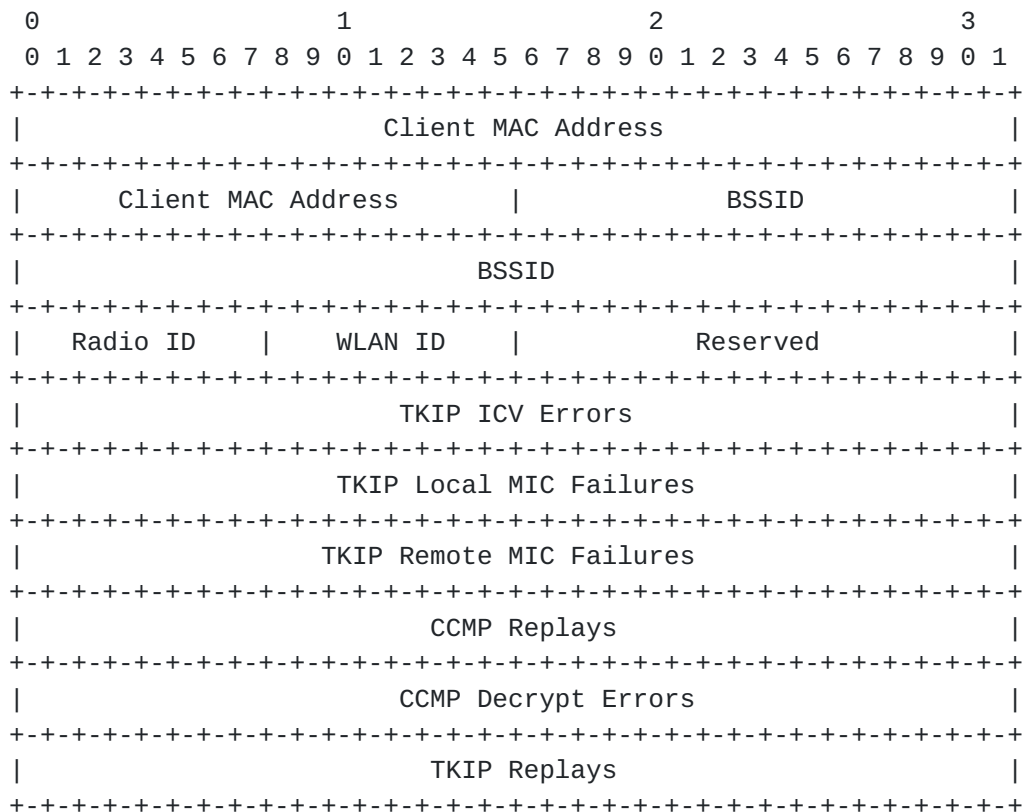 0                   1                   2                   3
 0 1 2 3 4 5 6 7 8 9 0 1 2 3 4 5 6 7 8 9 0 1 2 3 4 5 6 7 8 9 0 1
+-+-+-+-+-+-+-+-+-+-+-+-+-+-+-+-+-+-+-+-+-+-+-+-+-+-+-+-+-+-+-+-+
|                       Client MAC Address                      |
+-+-+-+-+-+-+-+-+-+-+-+-+-+-+-+-+-+-+-+-+-+-+-+-+-+-+-+-+-+-+-+-+
|      Client MAC Address       |             BSSID             |
+-+-+-+-+-+-+-+-+-+-+-+-+-+-+-+-+-+-+-+-+-+-+-+-+-+-+-+-+-+-+-+-+
|                             BSSID                             |
+-+-+-+-+-+-+-+-+-+-+-+-+-+-+-+-+-+-+-+-+-+-+-+-+-+-+-+-+-+-+-+-+
|   Radio ID    |    WLAN ID    |           Reserved            |
+-+-+-+-+-+-+-+-+-+-+-+-+-+-+-+-+-+-+-+-+-+-+-+-+-+-+-+-+-+-+-+-+
|                        TKIP ICV Errors                        |
+-+-+-+-+-+-+-+-+-+-+-+-+-+-+-+-+-+-+-+-+-+-+-+-+-+-+-+-+-+-+-+-+
|                    TKIP Local MIC Failures                    |
+-+-+-+-+-+-+-+-+-+-+-+-+-+-+-+-+-+-+-+-+-+-+-+-+-+-+-+-+-+-+-+-+
|                   TKIP Remote MIC Failures                    |
+-+-+-+-+-+-+-+-+-+-+-+-+-+-+-+-+-+-+-+-+-+-+-+-+-+-+-+-+-+-+-+-+
|                          CCMP Replays                         |
+-+-+-+-+-+-+-+-+-+-+-+-+-+-+-+-+-+-+-+-+-+-+-+-+-+-+-+-+-+-+-+-+
|                        CCMP Decrypt Errors                    |
+-+-+-+-+-+-+-+-+-+-+-+-+-+-+-+-+-+-+-+-+-+-+-+-+-+-+-+-+-+-+-+-+
|                          TKIP Replays                         |
+-+-+-+-+-+-+-+-+-+-+-+-+-+-+-+-+-+-+-+-+-+-+-+-+-+-+-+-+-+-+-+-+